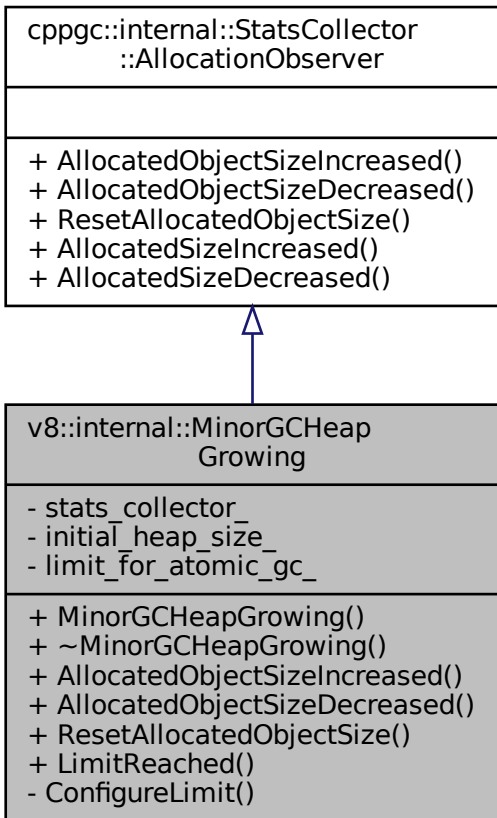 cppgc::internal::StatsCollector
::AllocationObserver
+ AllocatedObjectSizeIncreased()
+ AllocatedObjectSizeDecreased()
+ ResetAllocatedObjectSize()
+ AllocatedSizeIncreased()
+ AllocatedSizeDecreased()
v8::internal::MinorGCHeap
Growing
- stats_collector_
- initial_heap_size_
- limit_for_atomic_gc_
+ MinorGCHeapGrowing()
+ ~MinorGCHeapGrowing()
+ AllocatedObjectSizeIncreased()
+ AllocatedObjectSizeDecreased()
+ ResetAllocatedObjectSize()
+ LimitReached()
- ConfigureLimit()